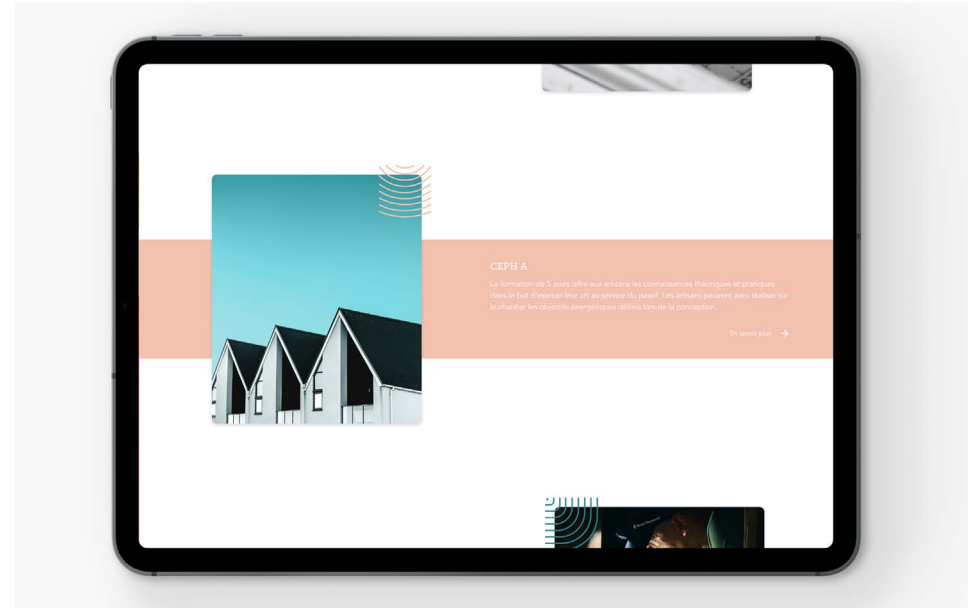 CEPH A
La formation de 5 jours offre aux artisans les connaissances théoriques et pratiques
dans le but d'exercer leur art au service du passif. Les artisans peuvent ainsi réaliser sur
le chantier les objectifs énergétiques définis lors de la conception.
En savoir plus